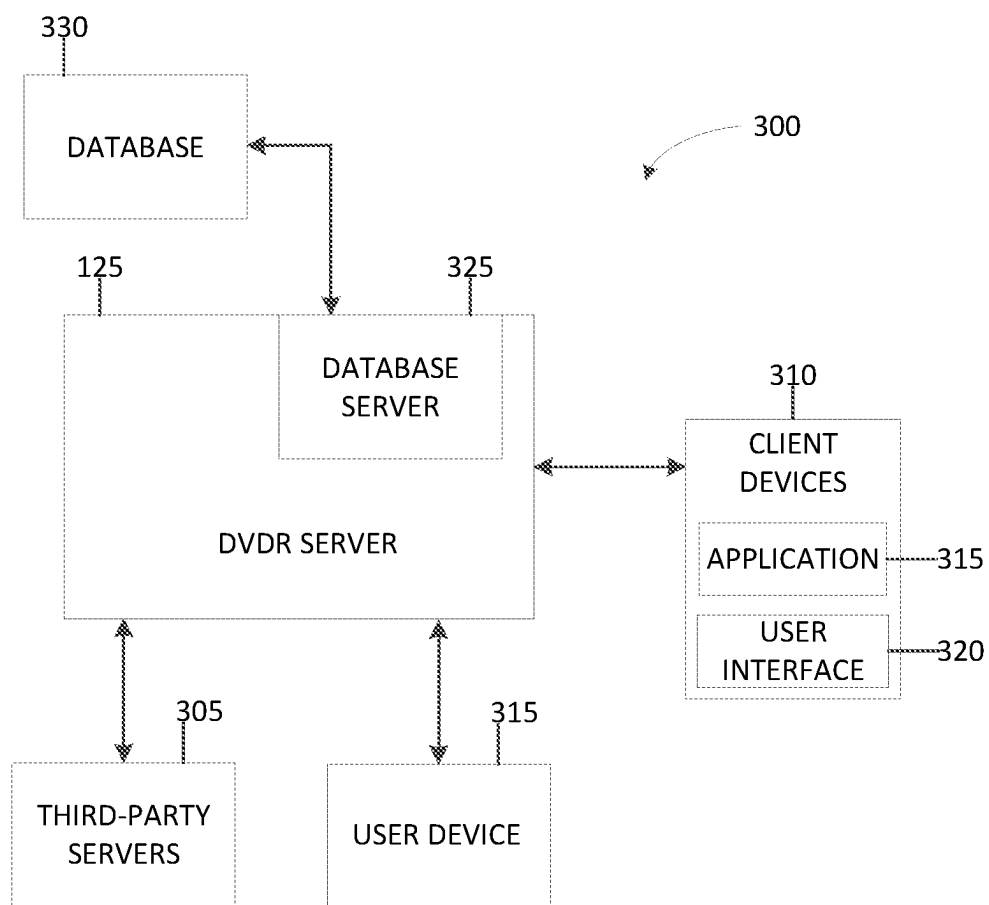 330
DATABASE
300
125
325
DATABASE
SERVER
DVDR SERVER
310
CLIENT
DEVICES
APPLICATION
315
USER
INTERFACE
320
305
THIRD-PARTY
SERVERS
315
USER DEVICE